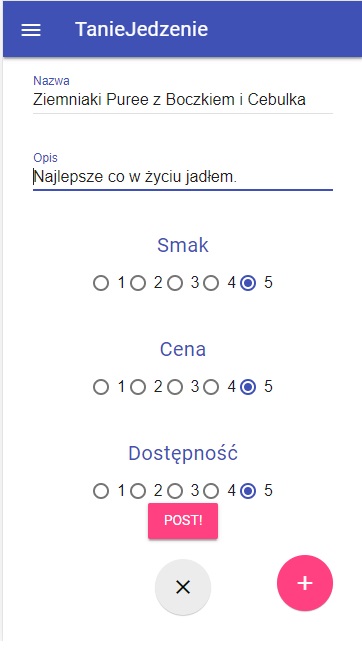 TanieJedzenie
Nazwa
Ziemniaki Puree z Boczkiem i Cebulka
Opis
Najlepsze co w życiu jadłem.
Smak
1 2 3 4 5
Cena
1 2 3 4 5
Dostępność
1 2 3 4 5
POST!